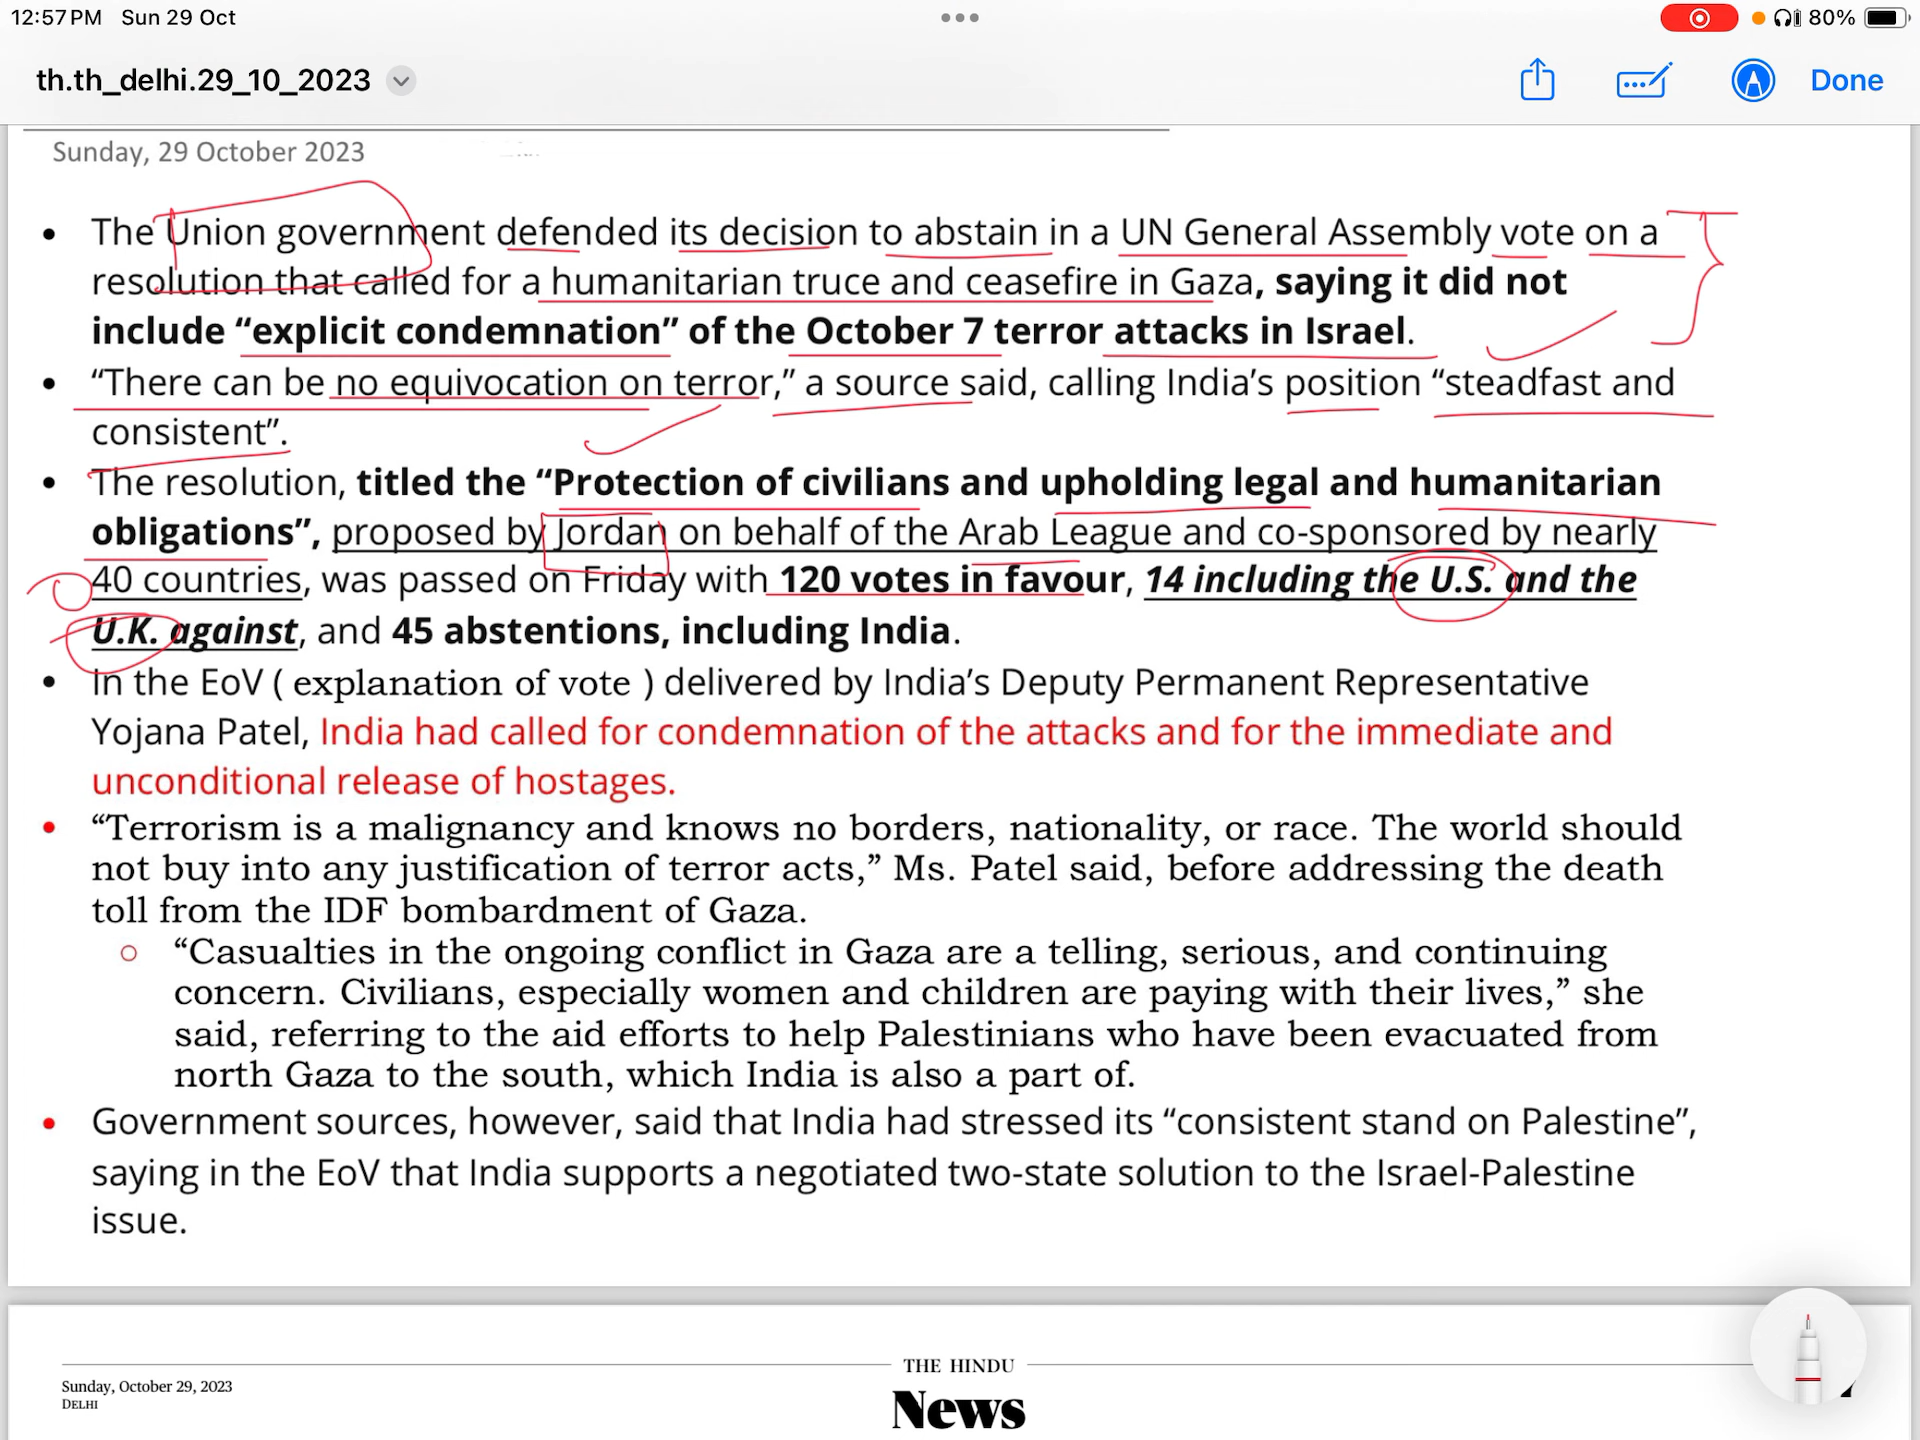 12:57 PM Sun 29 Oct
80%
th.th_delhi.29_10_2023
Done
Sunday, 29 October 2023
• The Union government defended its decision to abstain in a UN General Assembly vote on a
resolution that called for a humanitarian truce and ceasefire in Gaza, saying it did not
include “explicit condemnation” of the October 7 terror attacks in Israel.
• “There can be no equivocation on terror,” a source said, calling India’s position “steadfast and
consistent”.
• The resolution, titled the “Protection of civilians and upholding legal and humanitarian
obligations”, proposed by Jordan on behalf of the Arab League and co-sponsored by nearly
40 countries, was passed on Friday with 120 votes in favour, 14 including the U.S. and the
U.K. against, and 45 abstentions, including India.
• In the EoV ( explanation of vote ) delivered by India’s Deputy Permanent Representative
Yojana Patel, India had called for condemnation of the attacks and for the immediate and
unconditional release of hostages.
• “Terrorism is a malignancy and knows no borders, nationality, or race. The world should
not buy into any justification of terror acts,” Ms. Patel said, before addressing the death
toll from the IDF bombardment of Gaza.
○ “Casualties in the ongoing conflict in Gaza are a telling, serious, and continuing
concern. Civilians, especially women and children are paying with their lives,” she
said, referring to the aid efforts to help Palestinians who have been evacuated from
north Gaza to the south, which India is also a part of.
• Government sources, however, said that India had stressed its “consistent stand on Palestine”,
saying in the EoV that India supports a negotiated two-state solution to the Israel-Palestine
issue.
THE HINDU
Sunday, October 29, 2023
DELHI
News